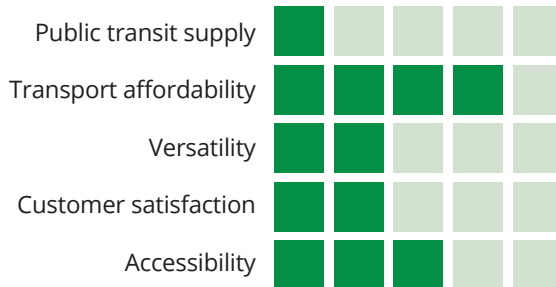 Public transit supply
Transport affordability
Versatility
Customer satisfaction
Accessibility